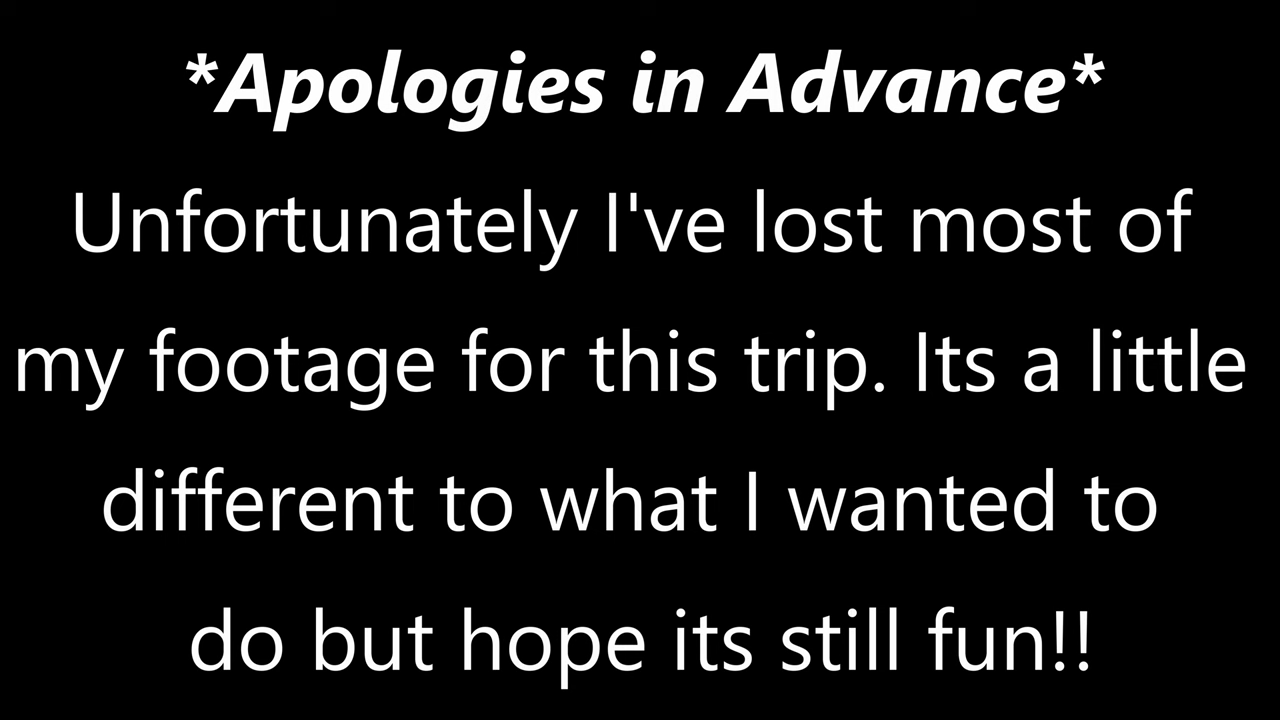 *Apologies in Advance*
Unfortunately I've lost most of
my footage for this trip. Its a little
different to what I wanted to
do but hope its still fun!!